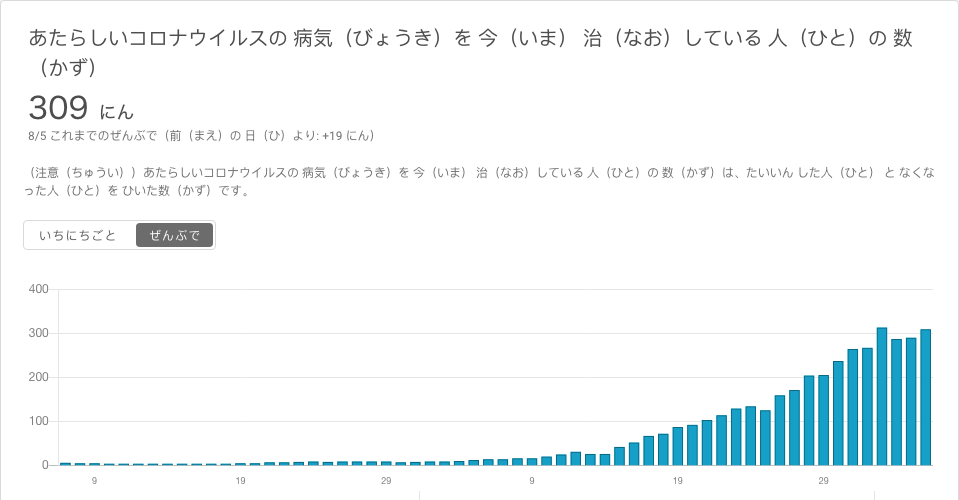 あたらしいコロナウイルスの 病気（びょうき）を 今（いま） 治（なお）している 人（ひと）の 数
（かず）
309 にん
8/5 これまでのぜんぶで（前（まえ）の 日（ひ）より: +19 にん）
（注意（ちゅうい））あたらしいコロナウイルスの 病気（びょうき）を 今（いま） 治（なお）している 人（ひと）の 数（かず）は、たいいん した人（ひと） と なくな
った人（ひと）を ひいた数（かず）です。
いちにちごと ぜんぶで
400
300
200
100
0
9 19 29 9 19 29